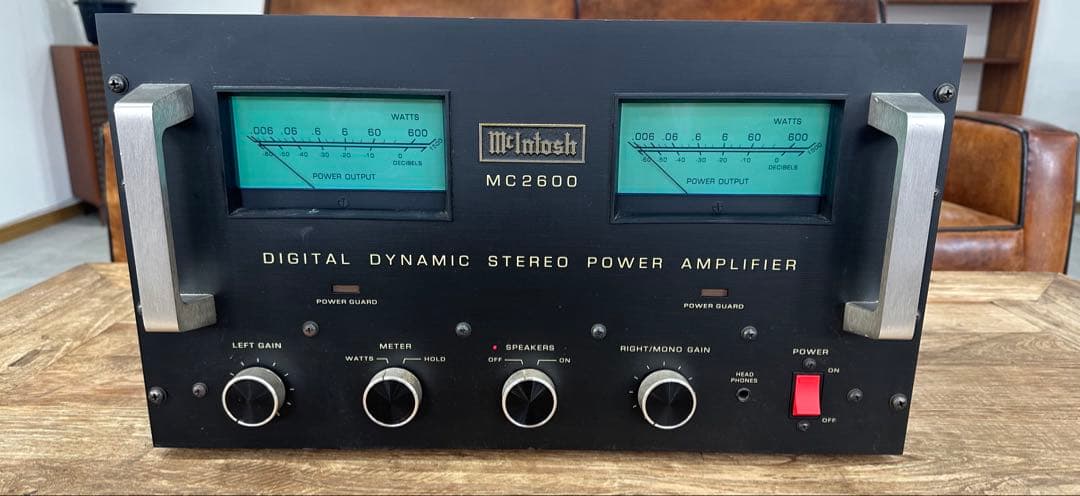 WATTS
.006 .06 .6 6 60 600
1200
-60 -50 -40 -30 -20 -10 0
DECIBELS
POWER OUTPUT
McIntosh
MC2600
WATTS
.006 .06 .6 6 60 600
1200
-60 -50 -40 -30 -20 -10 0
DECIBELS
POWER OUTPUT
DIGITAL DYNAMIC STEREO POWER AMPLIFIER
POWER GUARD
POWER GUARD
LEFT GAIN
METER
WATTS HOLD
SPEAKERS
OFF ON
RIGHT/MONO GAIN
HEAD
PHONES
POWER
ON
OFF